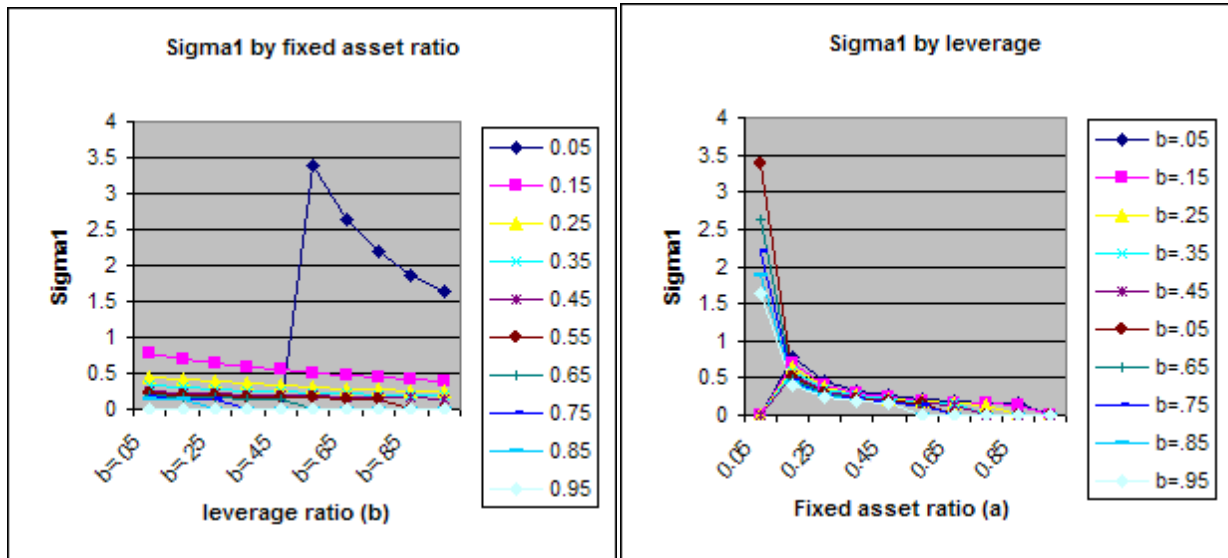 Sigma1 by fixed asset ratio
4
3.5
3
2.5
2
1.5
1
0.5
0
Sigma1
b=.05
b=.25
b=.45
b=.65
b=.85
leverage ratio (b)
0.05
0.15
0.25
0.35
0.45
0.55
0.65
0.75
0.85
0.95
Sigma1 by leverage
4
3.5
3
2.5
2
1.5
1
0.5
0
Sigma1
0.05
0.25
0.45
0.65
0.85
Fixed asset ratio (a)
b=.05
b=.15
b=.25
b=.35
b=.45
b=.05
b=.65
b=.75
b=.85
b=.95